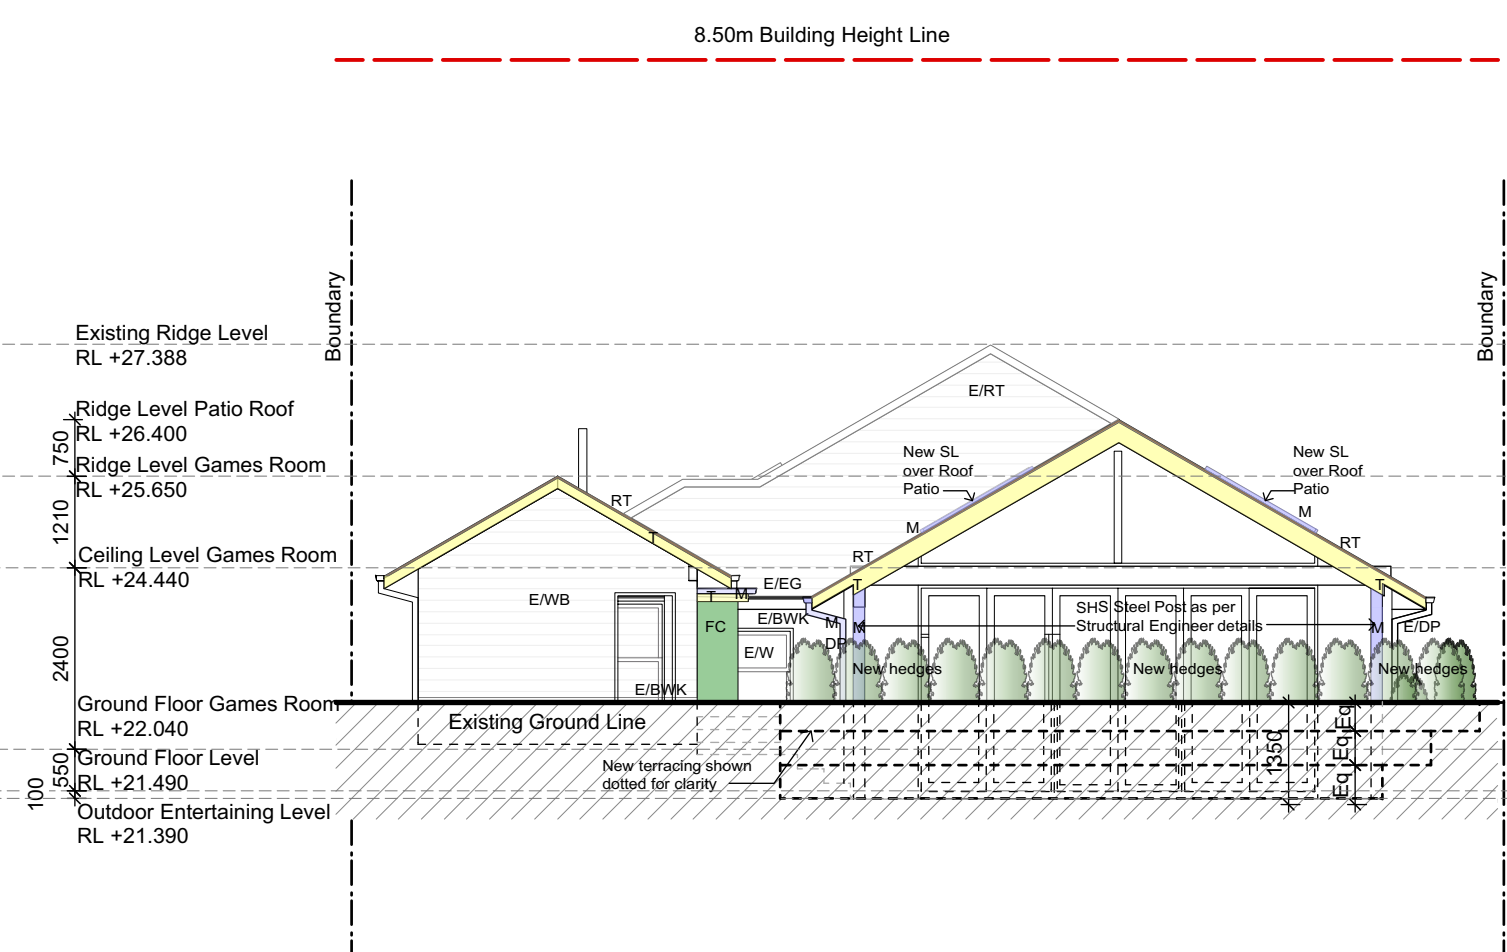 8.50m Building Height Line
Boundary
Boundary
Existing Ridge Level
RL +27.388
Ridge Level Patio Roof
RL +26.400
750
Ridge Level Games Room
RL +25.650
1210
Ceiling Level Games Room
RL +24.440
2400
Ground Floor Games Room
RL +22.040
550
Ground Floor Level
RL +21.490
100
Outdoor Entertaining Level
RL +21.390
E/RT
New SL
over Roof
Patio
New SL
over Roof
Patio
RT
T
M
M
RT
RT
E/EG
T
T
T
M
E/WB
FC
E/BWK
M
M
M
DP
E/W
E/BWK
SHS Steel Post as per
Structural Engineer details
E/DP
New hedges
New hedges
New hedges
Existing Ground Line
New terracing shown
dotted for clarity
1350
Eq
Eq
Eq